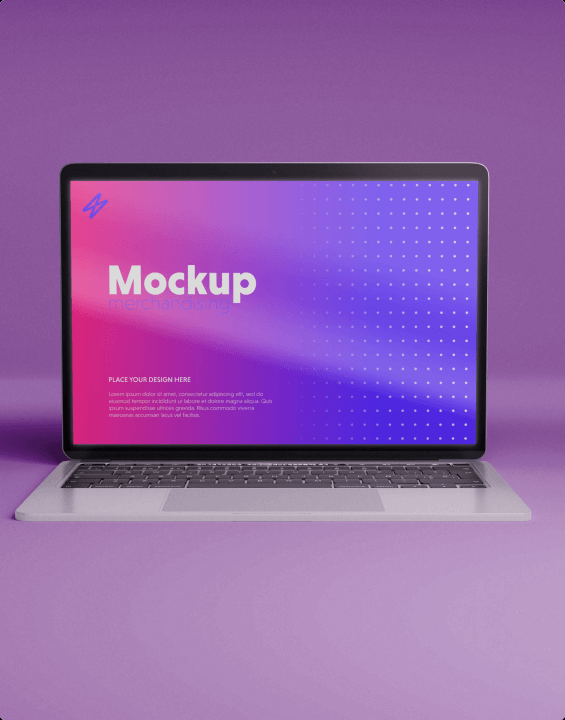 Mockup
merchandising
PLACE YOUR DESIGN HERE
Lorem ipsum dolor sit amet, consectetur adipiscing elit, sed do
eiusmod tempor incididunt ut labore et dolore magna aliqua. Quis
ipsum suspendisse ultrices gravida. Risus commodo viverra
maecenas accumsan lacus vel facilisis.